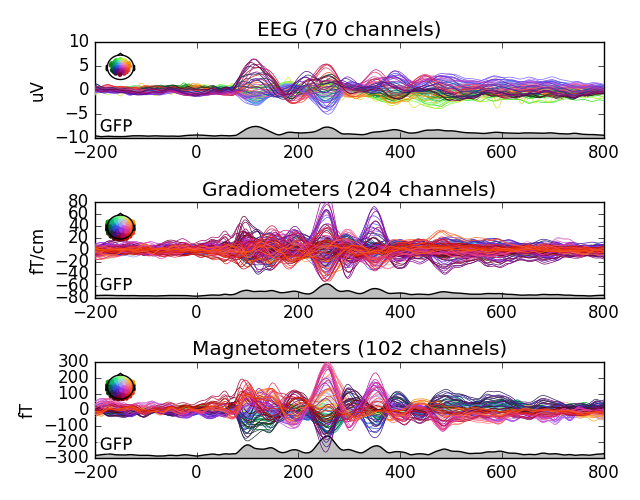 EEG (70 channels)
10
5
0
−5
−10
uV
GFP
−200 0 200 400 600 800
Gradiometers (204 channels)
80
60
40
20
0
−20
−40
−60
−80
fT/cm
GFP
−200 0 200 400 600 800
Magnetometers (102 channels)
300
200
100
0
−100
−200
−300
fT
GFP
−200 0 200 400 600 800